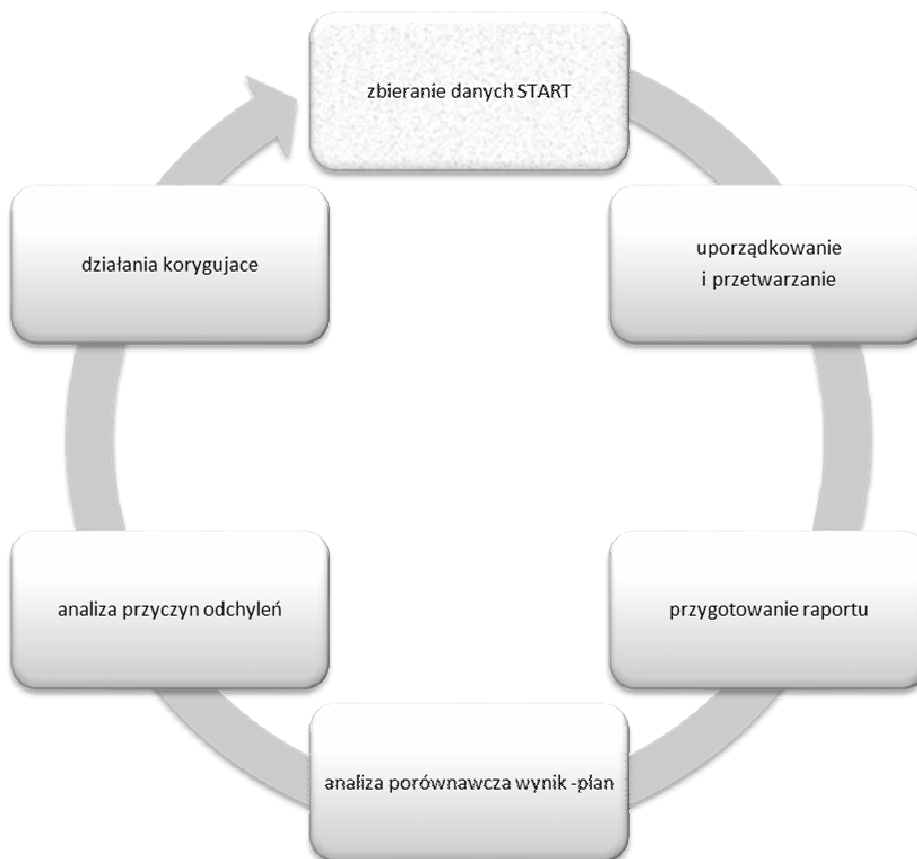 zbieranie danych START
uporządkowanie
i przetwarzanie
przygotowanie raportu
analiza porównawcza wynik -plan
analiza przyczyn odchyleń
działania korygujace